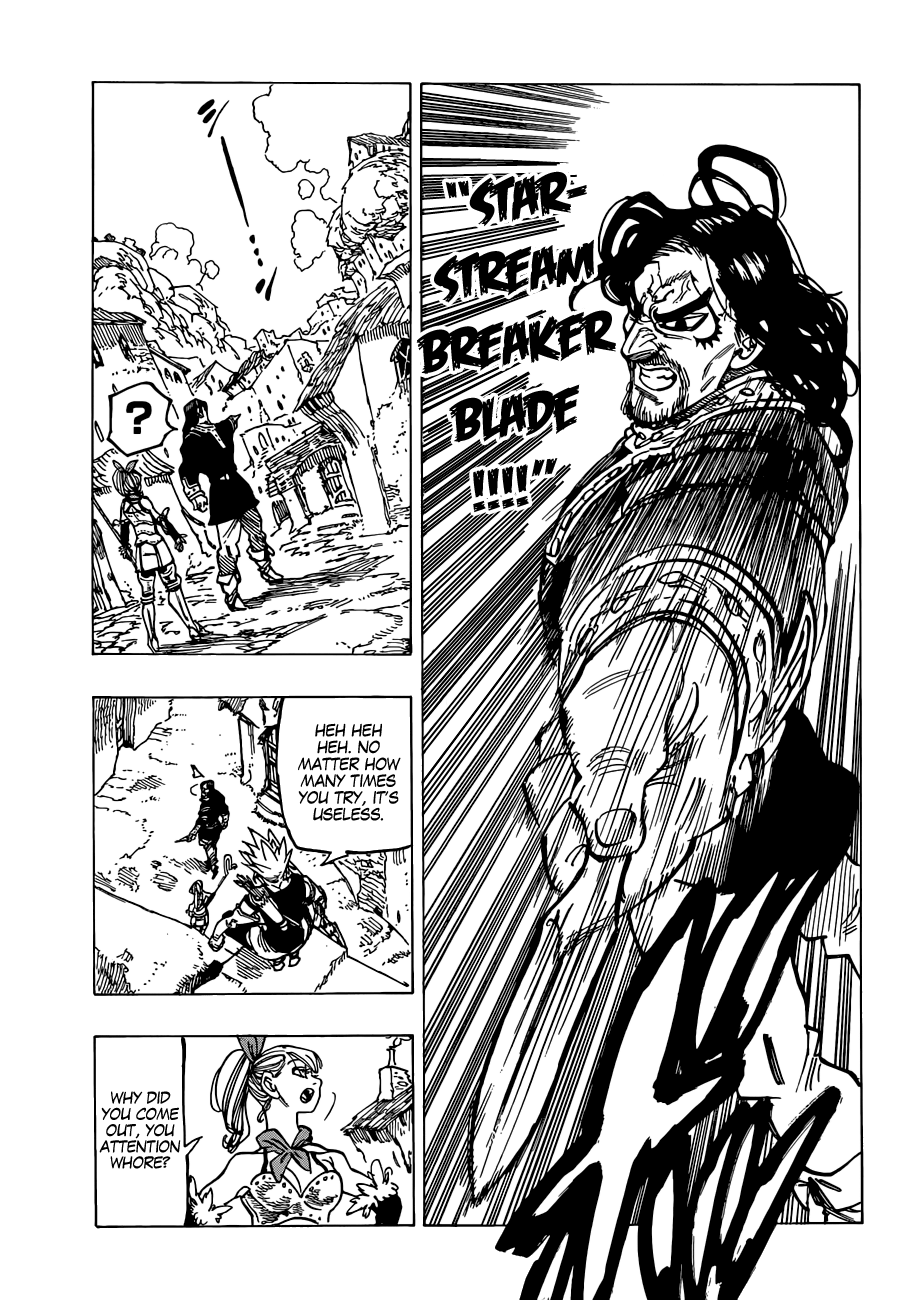 "STAR-
STREAM
BREAKER
BLADE
!!!!"
?
HEH HEH
HEH. NO
MATTER HOW
MANY TIMES
YOU TRY, IT'S
USELESS.
WHY DID
YOU COME
OUT, YOU
ATTENTION
WHORE?